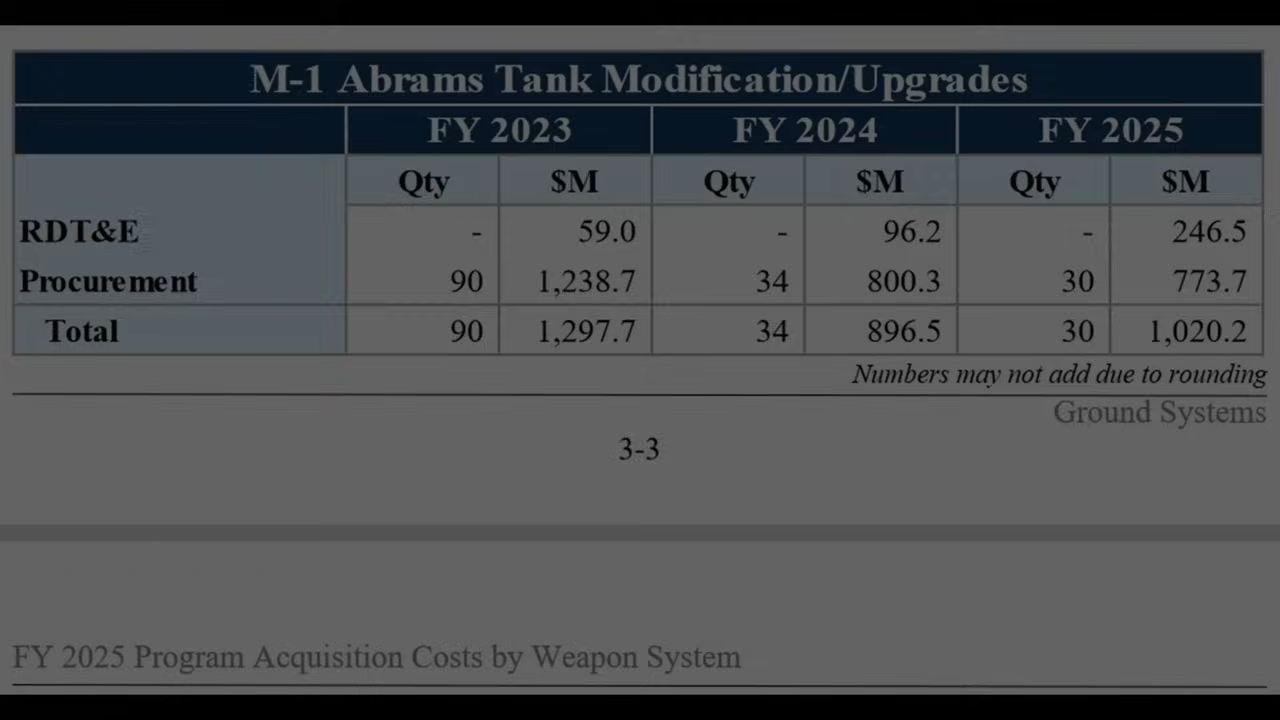 M-1 Abrams Tank Modification/Upgrades
FY 2023 FY 2024 FY 2025
Qty $M Qty $M Qty $M
RDT&E - 59.0 - 96.2 - 246.5
Procurement 90 1,238.7 34 800.3 30 773.7
Total 90 1,297.7 34 896.5 30 1,020.2
Numbers may not add due to rounding
Ground Systems
3-3
FY 2025 Program Acquisition Costs by Weapon System